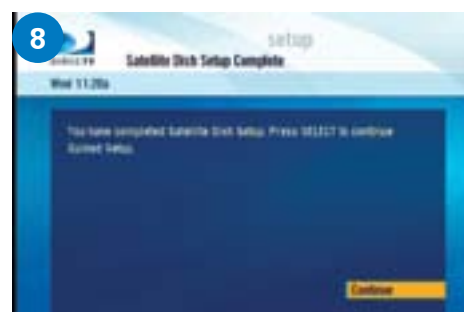 8
setup
DIRECTV
Satellite Dish Setup Complete
Wed 11:20a
You have completed Satellite Dish Setup. Press SELECT to continue
Guided Setup.
Continue